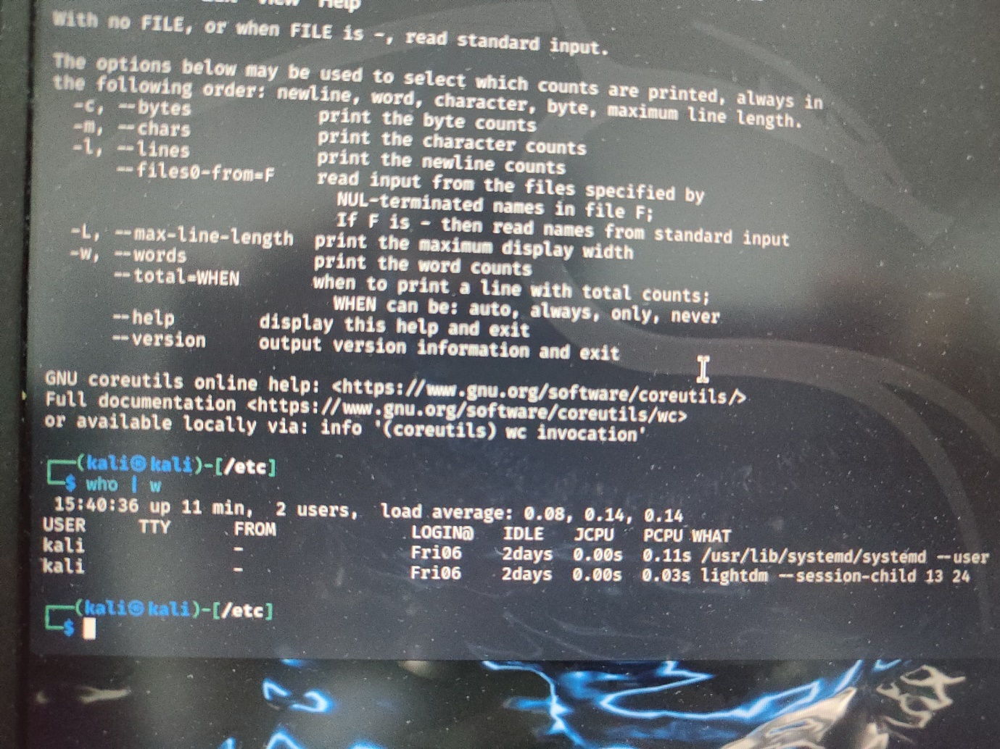 View Help
With no FILE, or when FILE is -, read standard input.
The options below may be used to select which counts are printed, always in
the following order: newline, word, character, byte, maximum line length.
-c, --bytes print the byte counts
-m, --chars print the character counts
-l, --lines print the newline counts
--files0-from=F read input from the files specified by
NUL-terminated names in file F;
If F is - then read names from standard input
-L, --max-line-length print the maximum display width
-w, --words print the word counts
--total=WHEN when to print a line with total counts;
WHEN can be: auto, always, only, never
--help display this help and exit
--version output version information and exit
GNU coreutils online help: <https://www.gnu.org/software/coreutils/>
Full documentation <https://www.gnu.org/software/coreutils/wc>
or available locally via: info '(coreutils) wc invocation'
┌──(kali㉿kali)-[/etc]
└─$ who | w
15:40:36 up 11 min, 2 users, load average: 0.08, 0.14, 0.14
USER TTY FROM LOGIN@ IDLE JCPU PCPU WHAT
kali - Fri06 2days 0.00s 0.11s /usr/lib/systemd/systemd --user
kali - Fri06 2days 0.00s 0.03s lightdm --session-child 13 24
┌──(kali㉿kali)-[/etc]
└─$